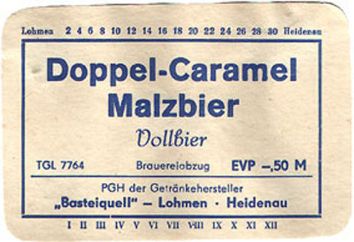 Lohmen 2 4 6 8 10 12 14 16 18 20 22 24 26 28 30 Heidenau
Doppel-Caramel
Malzbier
Vollbier
TGL 7764 Brauereiabzug EVP –,50 M
PGH der Getränkehersteller
„Basteiquell" – Lohmen · Heidenau
I II III IV V VI VII VIII IX X XI XII